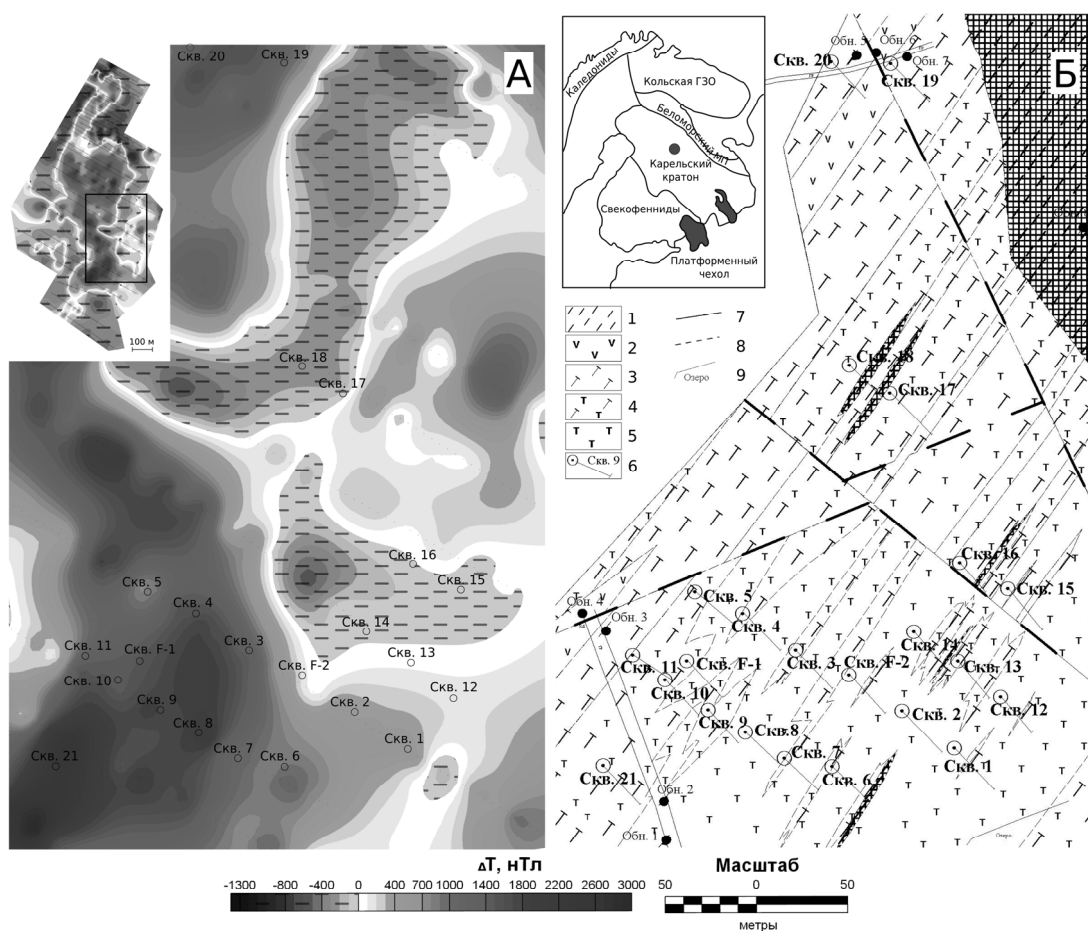 А
Скв. 20
Скв. 19
100 м
Скв. 18
Скв. 17
Скв. 16
Скв. 15
Скв. 5
Скв. 4
Скв. 14
Скв. 3
Скв. 11
Скв. F-1
Скв. 13
Скв. F-2
Скв. 10
Скв. 12
Скв. 9
Скв. 2
Скв. 8
Скв. 1
Скв. 7
Скв. 6
Скв. 21
Б
Каледониды
Кольская ГЗО
Беломорский МП
Карельский
кратон
Свекофенниды
Платформенный
чехол
1
2
3
4
5
Скв. 9
6
7
8
Озеро
9
Обн. 5
Обн. 6
Обн. 7
Скв. 20
Скв. 19
Скв. 18
Скв. 17
Скв. 16
Скв. 15
Скв. 5
Обн. 4
Скв. 4
Обн. 3
Скв. 14
Скв. 11
Скв. F-1
Скв. 3
Скв. F-2
Скв. 13
Скв. 10
Скв. 9
Скв. 2
Скв. 12
Скв. 8
Скв. 7
Скв. 1
Скв. 21
Скв. 6
Обн. 2
Обн. 1
Озеро
ΔТ, нТл
-1300 -800 -400 0 400 700 1000 1400 1800 2200 2600 3000
Масштаб
50 0 50
метры